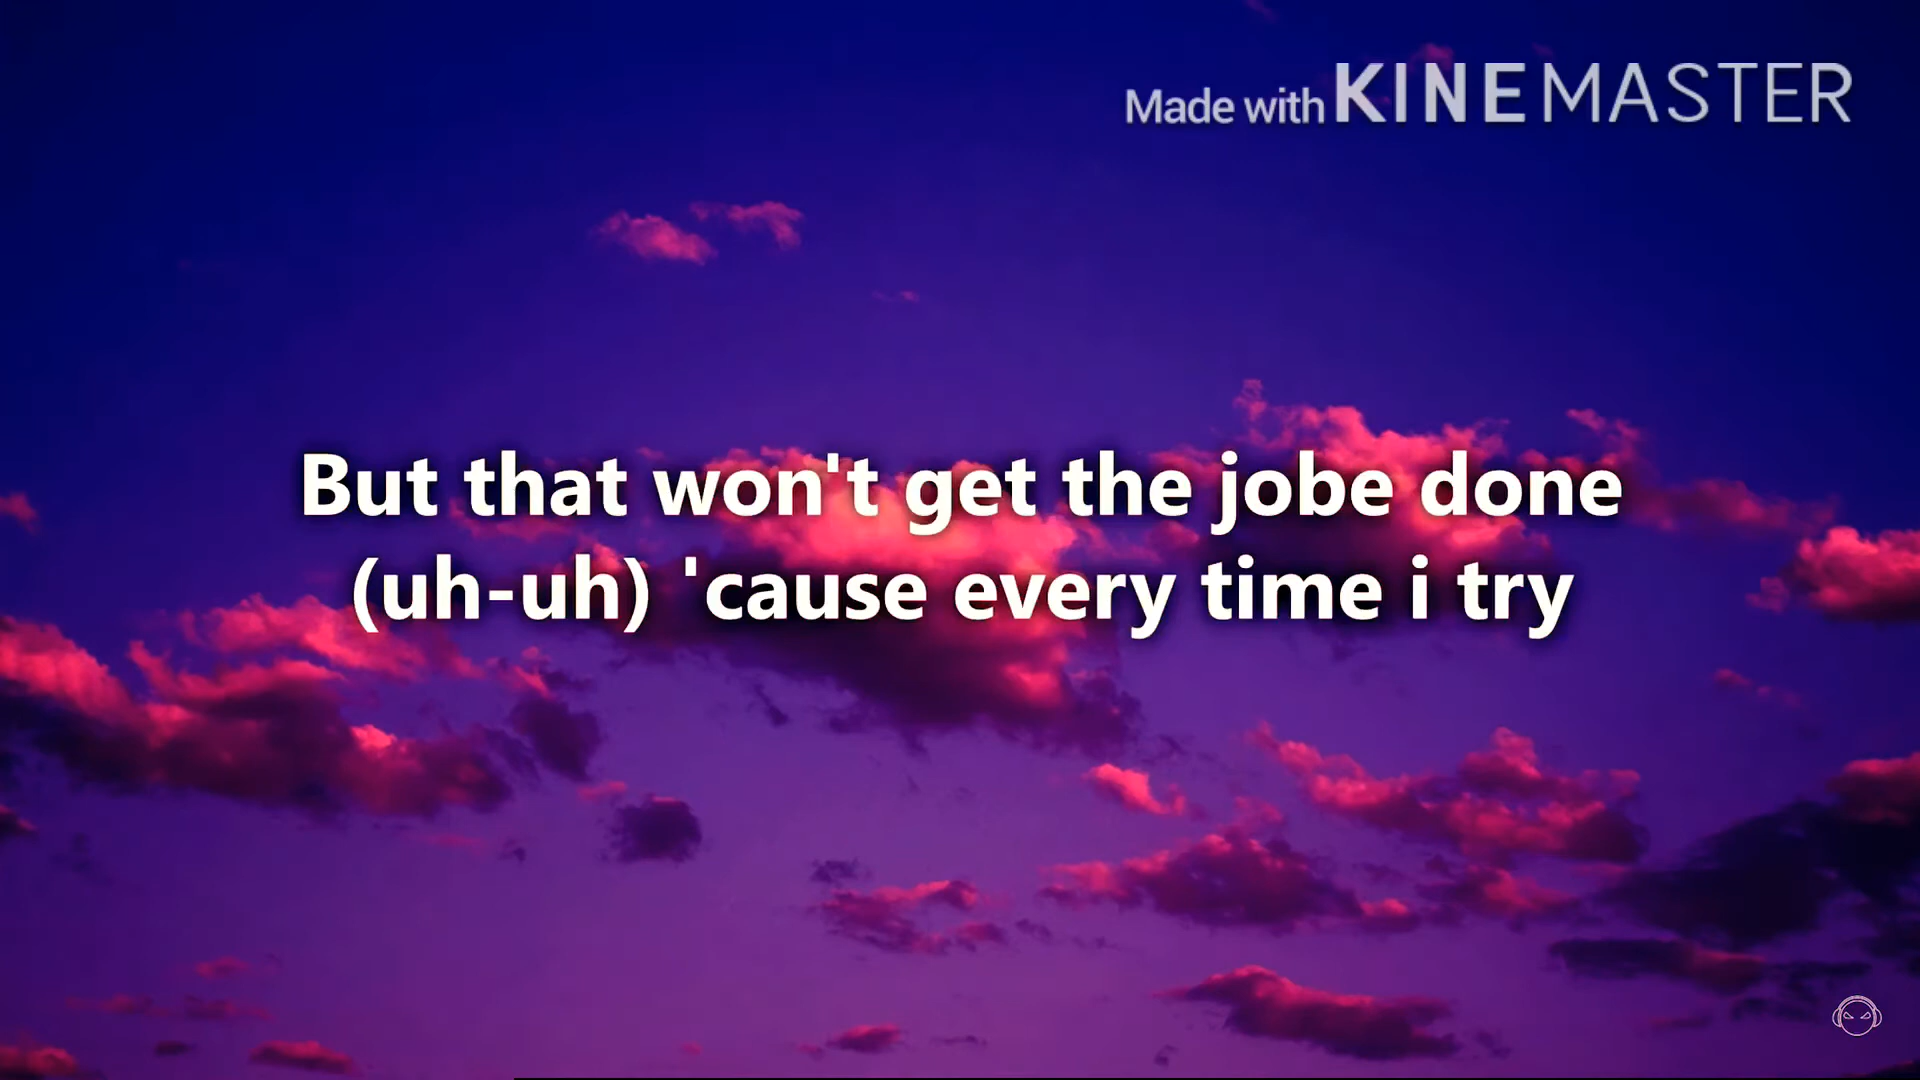 Made with KINEMASTER
But that won't get the jobe done
(uh-uh) 'cause every time i try